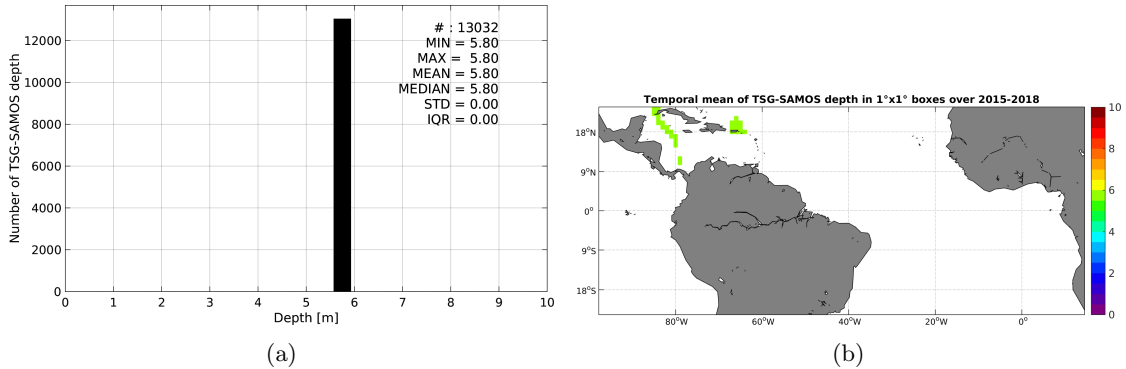 12000
10000
8000
6000
4000
2000
0
Number of TSG-SAMOS depth
# : 13032
MIN = 5.80
MAX = 5.80
MEAN = 5.80
MEDIAN = 5.80
STD = 0.00
IQR = 0.00
0 1 2 3 4 5 6 7 8 9 10
Depth [m]
(a)
Temporal mean of TSG-SAMOS depth in 1°x1° boxes over 2015-2018
18°N
9°N
0°
9°S
18°S
80°W 60°W 40°W 20°W 0°
10
8
6
4
2
0
(b)